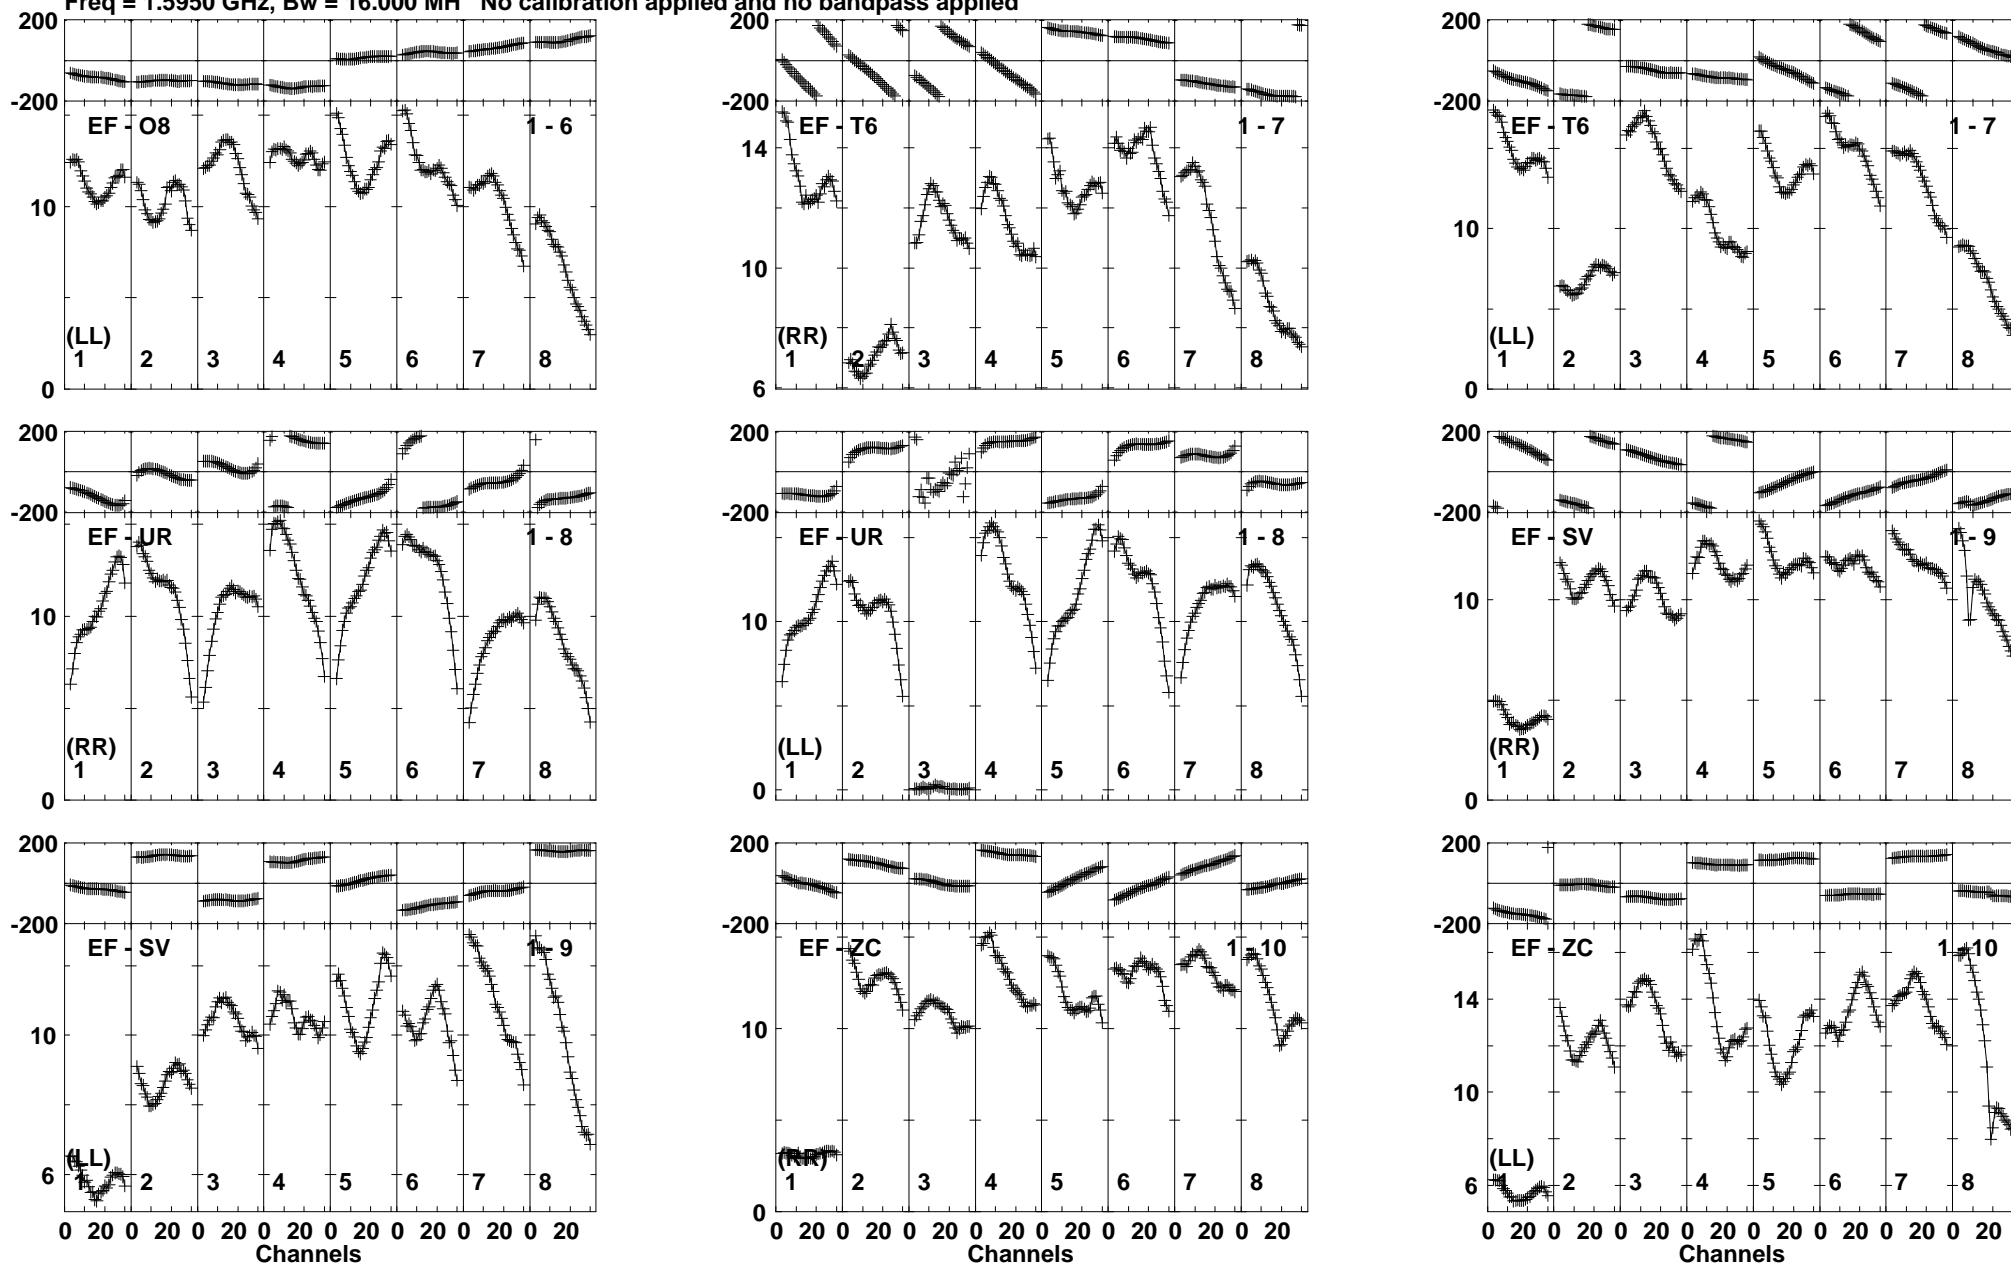 Freq = 1.5950 GHz, Bw = 16.000 MH No calibration applied and no bandpass applied
200 200 200
-200 -200 -200
EF - O8 1 - 6 EF - T6 1 - 7 EF - T6 1 - 7
14
10 10
10
(LL) (RR) (LL)
1 2 3 4 5 6 7 8 1 2 3 4 5 6 7 8 1 2 3 4 5 6 7 8
0 6 0
200 200 200
-200 -200 -200
EF - UR 1 - 8 EF - UR 1 - 8 EF - SV 1 - 9
10 10 10
(RR) (LL) (RR)
1 2 3 4 5 6 7 8 1 2 3 4 5 6 7 8 1 2 3 4 5 6 7 8
0 0 0
200 200 200
-200 -200 -200
EF - SV 1 - 9 EF - ZC 1 - 10 EF - ZC 1 - 10
14
10 10
10
(LL) (RR) (LL)
6 1 2 3 4 5 6 7 8 1 2 3 4 5 6 7 8 6 1 2 3 4 5 6 7 8
0
0 20 0 20 0 20 0 20 0 20 0 20 0 20 0 20 0 20 0 20 0 20 0 20 0 20 0 20 0 20 0 20 0 20 0 20 0 20 0 20 0 20 0 20 0 20 0 20
Channels Channels Channels